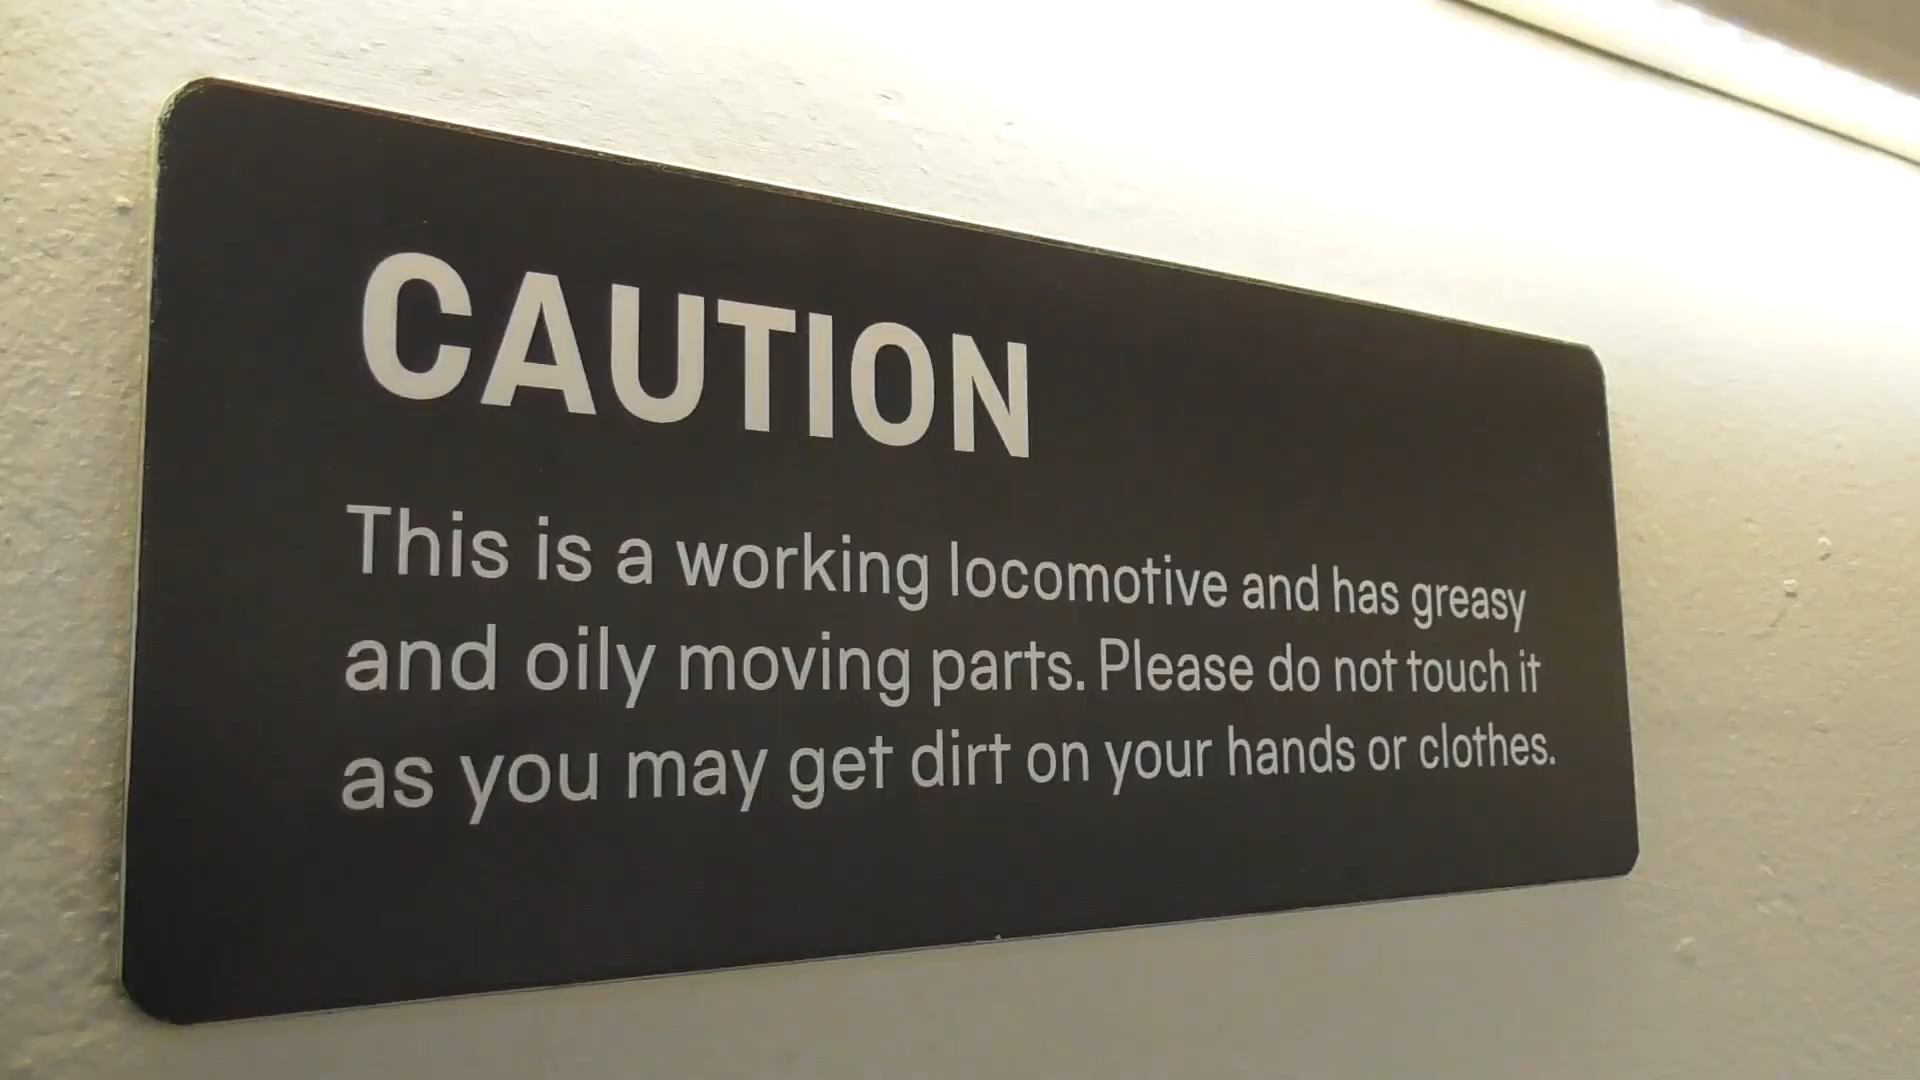 CAUTION
This is a working locomotive and has greasy
and oily moving parts. Please do not touch it
as you may get dirt on your hands or clothes.